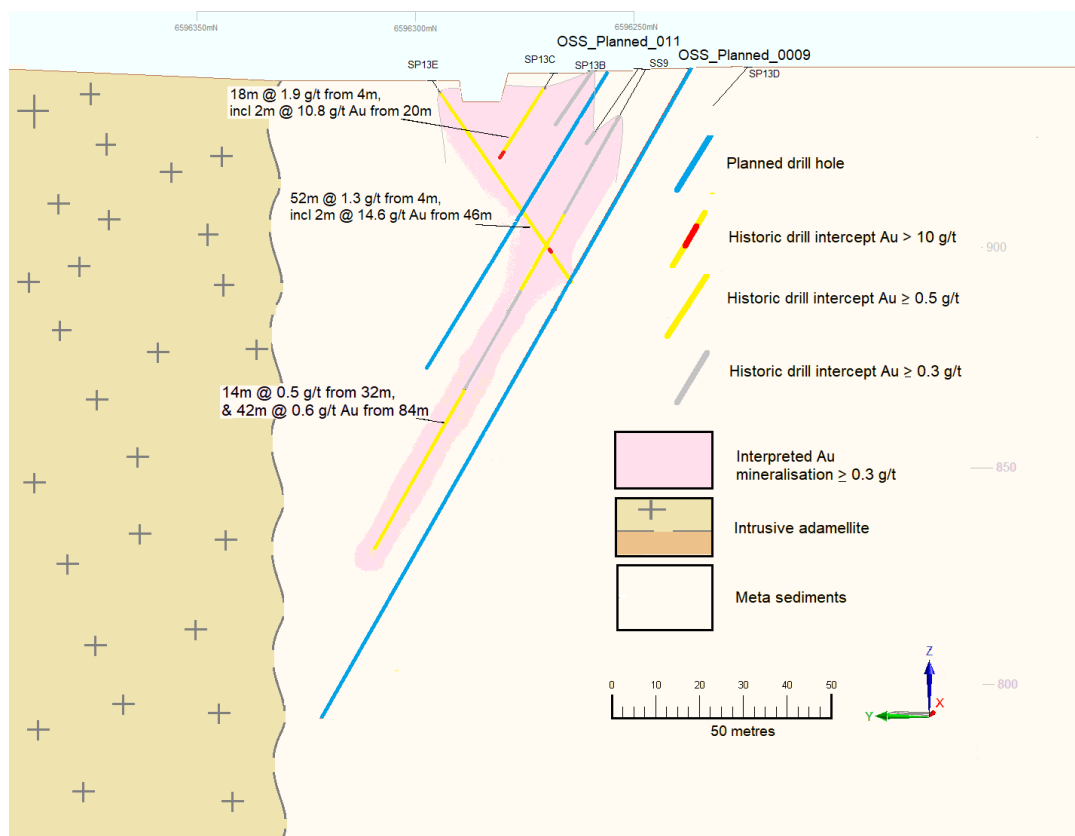 6596350mN
6596300mN
6596250mN
OSS_Planned_011
OSS_Planned_0009
SP13E
SP13C
SP13B
SS9
SP13D
18m @ 1.9 g/t from 4m,
incl 2m @ 10.8 g/t Au from 20m
52m @ 1.3 g/t from 4m,
incl 2m @ 14.6 g/t Au from 46m
14m @ 0.5 g/t from 32m,
& 42m @ 0.6 g/t Au from 84m
Planned drill hole
Historic drill intercept Au > 10 g/t
900
Historic drill intercept Au ≥ 0.5 g/t
Historic drill intercept Au ≥ 0.3 g/t
Interpreted Au
mineralisation ≥ 0.3 g/t
850
Intrusive adamellite
Meta sediments
0 10 20 30 40 50
50 metres
Z
X
Y
800